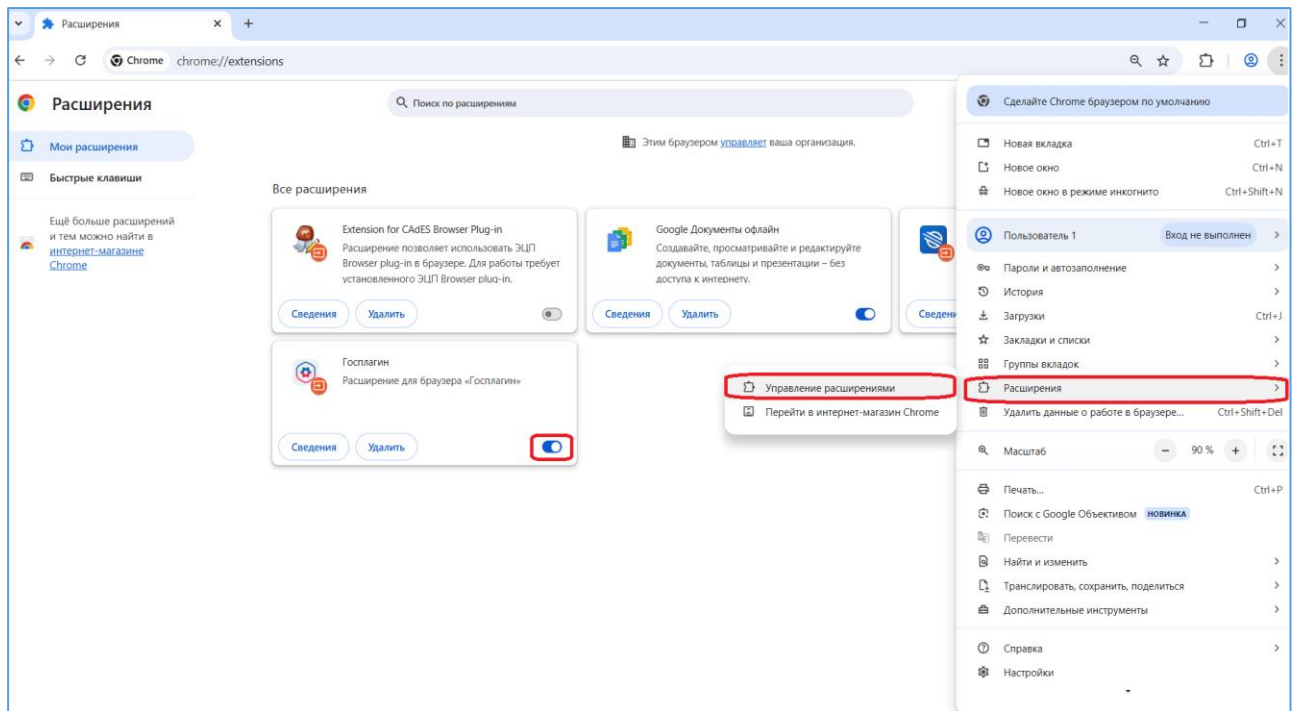 Расширения
Chrome chrome://extensions
Расширения
Поиск по расширениям
Мои расширения
Быстрые клавиши
Ещё больше расширений
и тем можно найти в
интернет-магазине
Chrome
Этим браузером управляет ваша организация.
Все расширения
Extension for CAdES Browser Plug-in
Расширение позволяет использовать ЭЦП
Browser plug-in в браузере. Для работы требует
установленного ЭЦП Browser plug-in.
Сведения Удалить
Google Документы офлайн
Создавайте, просматривайте и редактируйте
документы, таблицы и презентации – без
доступа к интернету.
Сведения Удалить
Сведен
Госплагин
Расширение для браузера «Госплагин»
Сведения Удалить
Управление расширениями
Перейти в интернет-магазин Chrome
Сделайте Chrome браузером по умолчанию
Новая вкладка Ctrl+T
Новое окно Ctrl+N
Новое окно в режиме инкогнито Ctrl+Shift+N
Пользователь 1 Вход не выполнен
Пароли и автозаполнение
История
Загрузки Ctrl+J
Закладки и списки
Группы вкладок
Расширения
Удалить данные о работе в браузере... Ctrl+Shift+Del
Масштаб − 90 % +
Печать... Ctrl+P
Поиск с Google Объективом НОВИНКА
Перевести
Найти и изменить
Транслировать, сохранить, поделиться
Дополнительные инструменты
Справка
Настройки